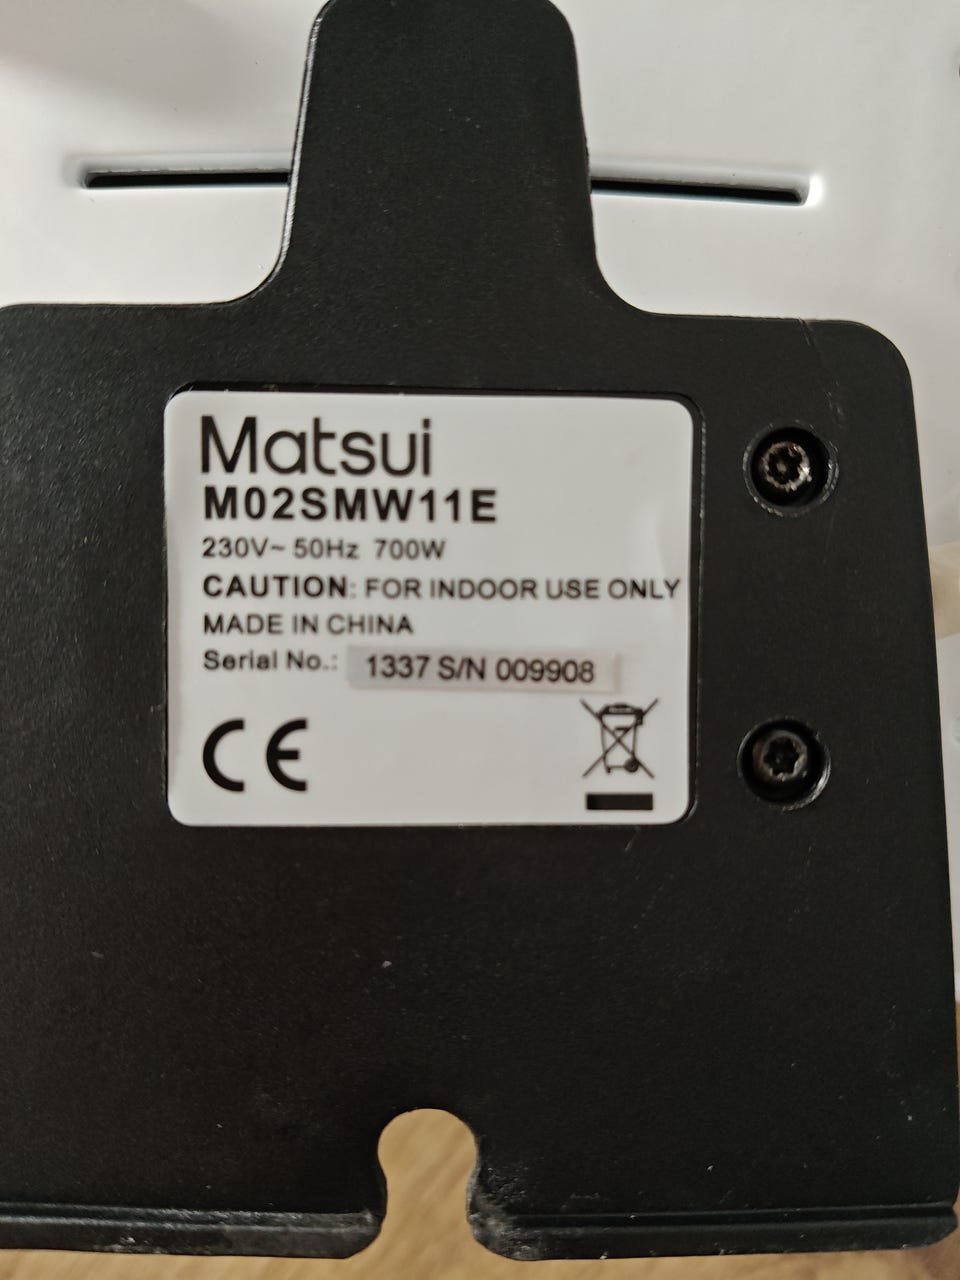 Matsui
M02SMW11E
230V~ 50Hz 700W
CAUTION: FOR INDOOR USE ONLY
MADE IN CHINA
Serial No.: 1337 S/N 009908
CE